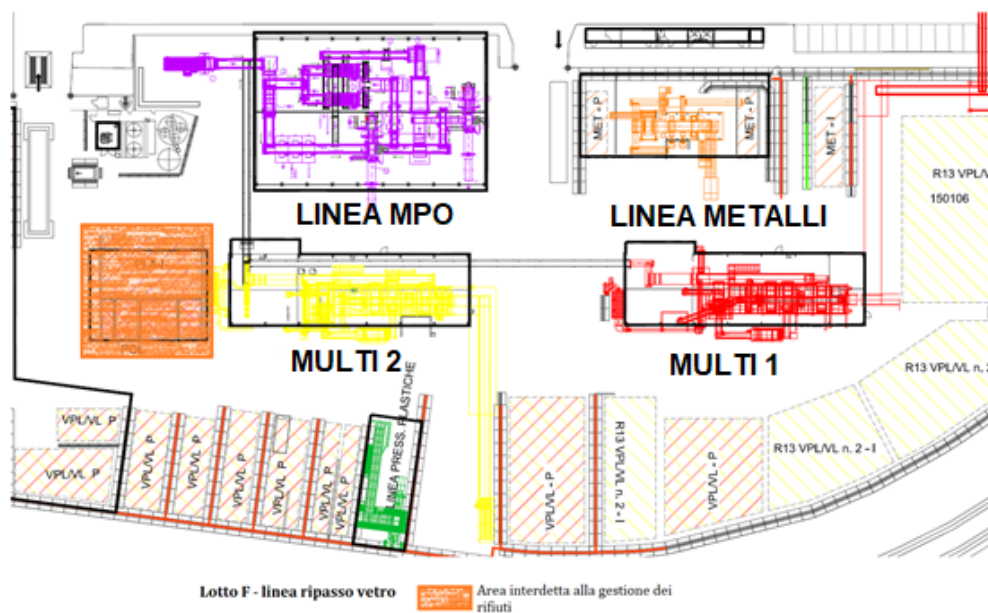 LINEA MPO
LINEA METALLI
MET - P
MET - P
MET - I
R13 VPL/V
150106
MULTI 2
MULTI 1
R13 VPL/VL n. 2
R13 VPL/VL n. 2 - I
VPL/VL P
VPL/VL P
VPL/VL - P
VPL/VL - P
VPL/VL - P
VPL/VL - P
VPL/VL - P
VPL/VL - P
LINEA PRESS. PLASTICHE
VPL/VL - P
R13 VPL/VL n. 2 - I
VPL/VL - P
Lotto F - linea ripasso vetro
Area interdetta alla gestione dei
rifiuti